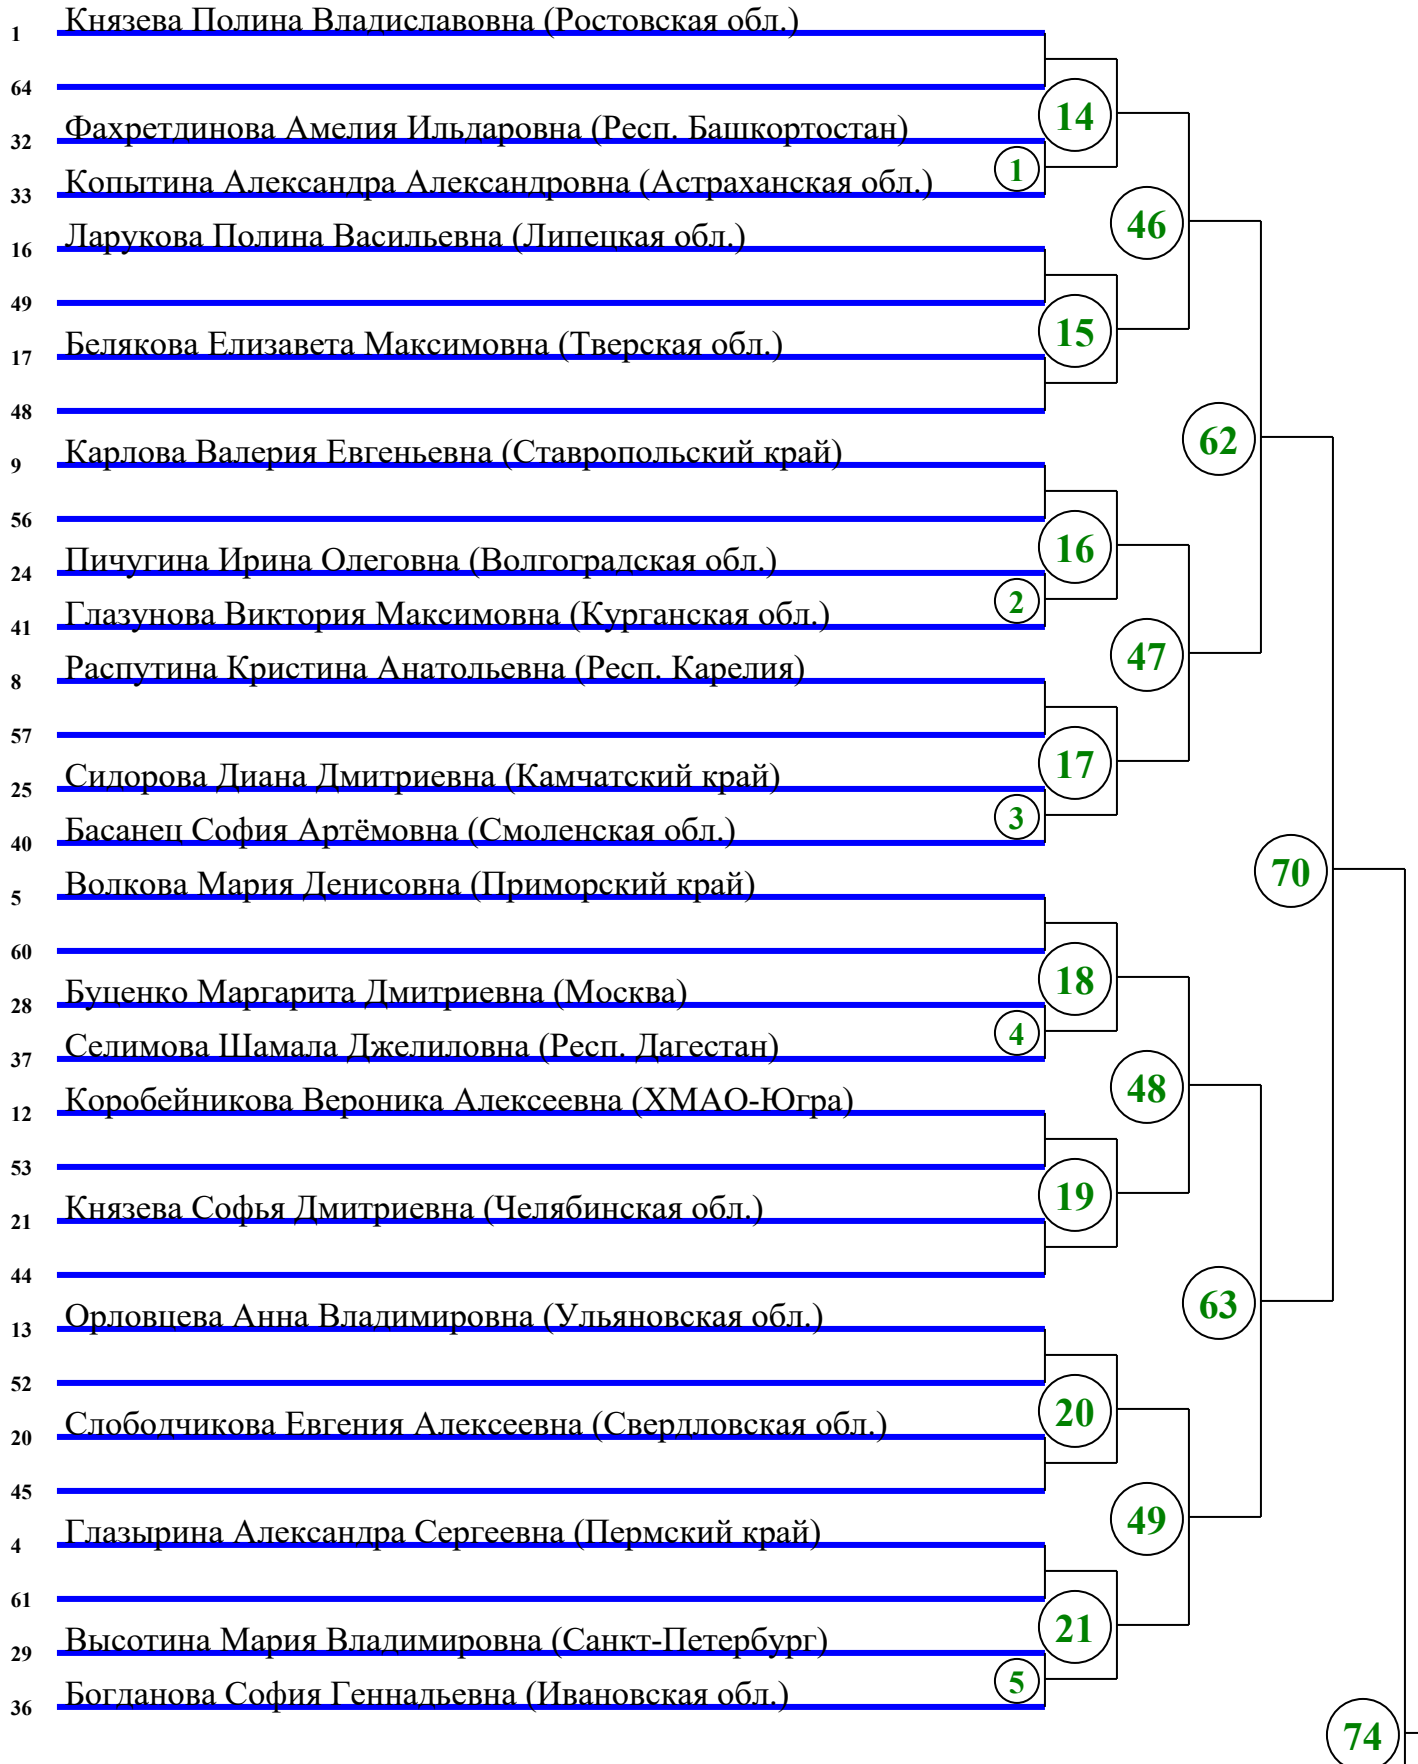 1 Князева Полина Владиславовна (Ростовская обл.)
64
14
32 Фахретдинова Амелия Ильдаровна (Респ. Башкортостан)
1
33 Копытина Александра Александровна (Астраханская обл.)
46
16 Ларукова Полина Васильевна (Липецкая обл.)
49
15
17 Белякова Елизавета Максимовна (Тверская обл.)
48
62
9 Карлова Валерия Евгеньевна (Ставропольский край)
56
16
24 Пичугина Ирина Олеговна (Волгоградская обл.)
2
41 Глазунова Виктория Максимовна (Курганская обл.)
47
8 Распутина Кристина Анатольевна (Респ. Карелия)
57
17
25 Сидорова Диана Дмитриевна (Камчатский край)
3
40 Басанец София Артёмовна (Смоленская обл.)
70
5 Волкова Мария Денисовна (Приморский край)
60
18
28 Буценко Маргарита Дмитриевна (Москва)
4
37 Селимова Шамала Джелиловна (Респ. Дагестан)
48
12 Коробейникова Вероника Алексеевна (ХМАО-Югра)
53
19
21 Князева Софья Дмитриевна (Челябинская обл.)
44
63
13 Орловцева Анна Владимировна (Ульяновская обл.)
52
20
20 Слободчикова Евгения Алексеевна (Свердловская обл.)
45
49
4 Глазырина Александра Сергеевна (Пермский край)
61
21
29 Высотина Мария Владимировна (Санкт-Петербург)
5
36 Богданова София Геннадьевна (Ивановская обл.)
74